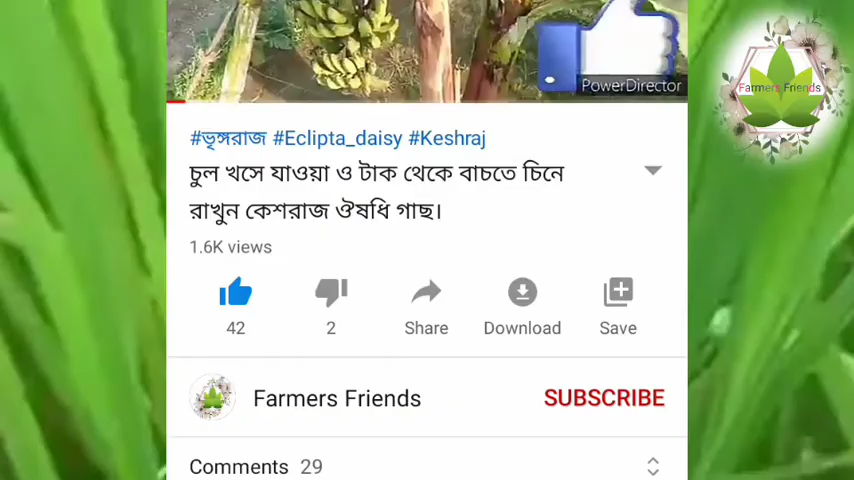 PowerDirector
Farmers Friends
#ভৃঙ্গরাজ #Eclipta_daisy #Keshraj
চুল খসে যাওয়া ও টাক থেকে বাচতে চিনে
রাখুন কেশরাজ ঔষধি গাছ।
1.6K views
42
2
Share
Download
Save
Farmers Friends
SUBSCRIBE
Comments 29